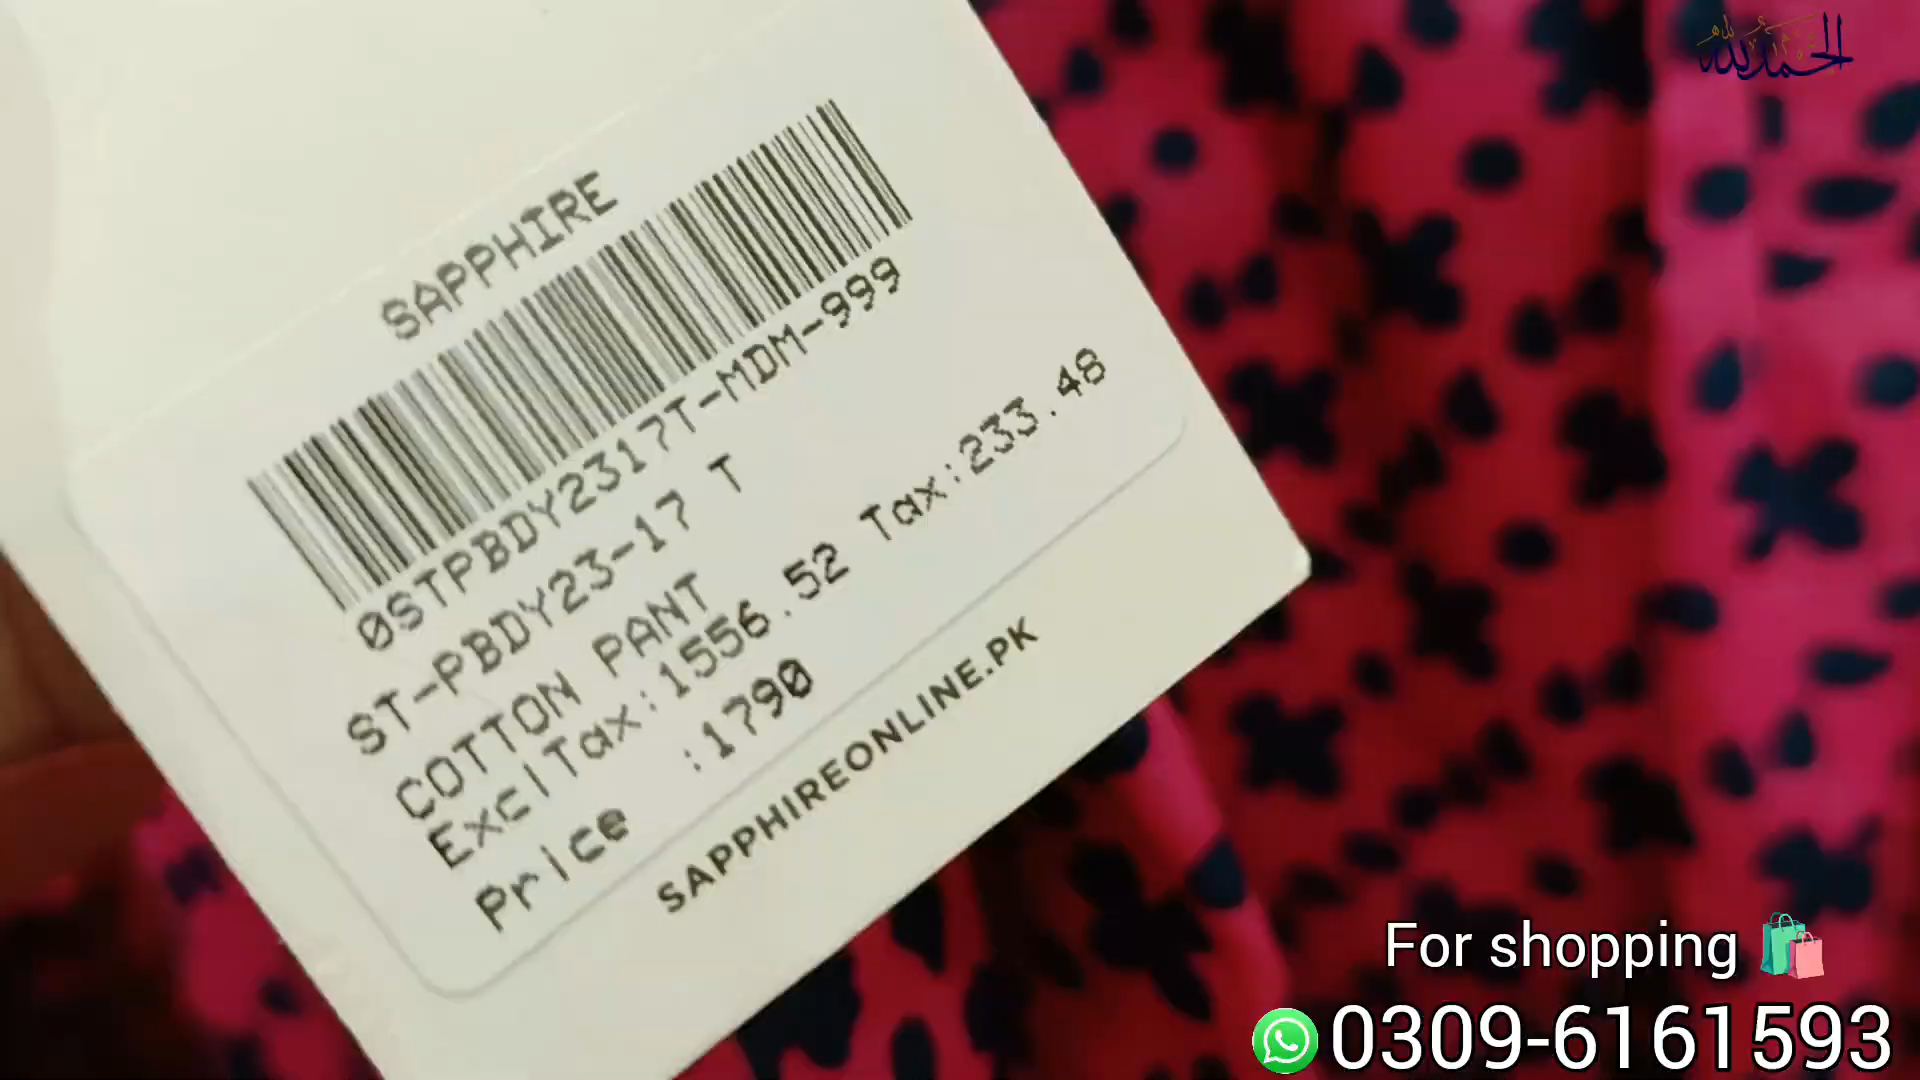 الحمدلله
SAPPHIRE
0STPBDY2317T-MDM-999
ST-PBDY23-17 T
COTTON PANT
ExclTax:1556.52 Tax:233.48
Price :1790
SAPPHIREONLINE.PK
For shopping 🛍️
0309-6161593